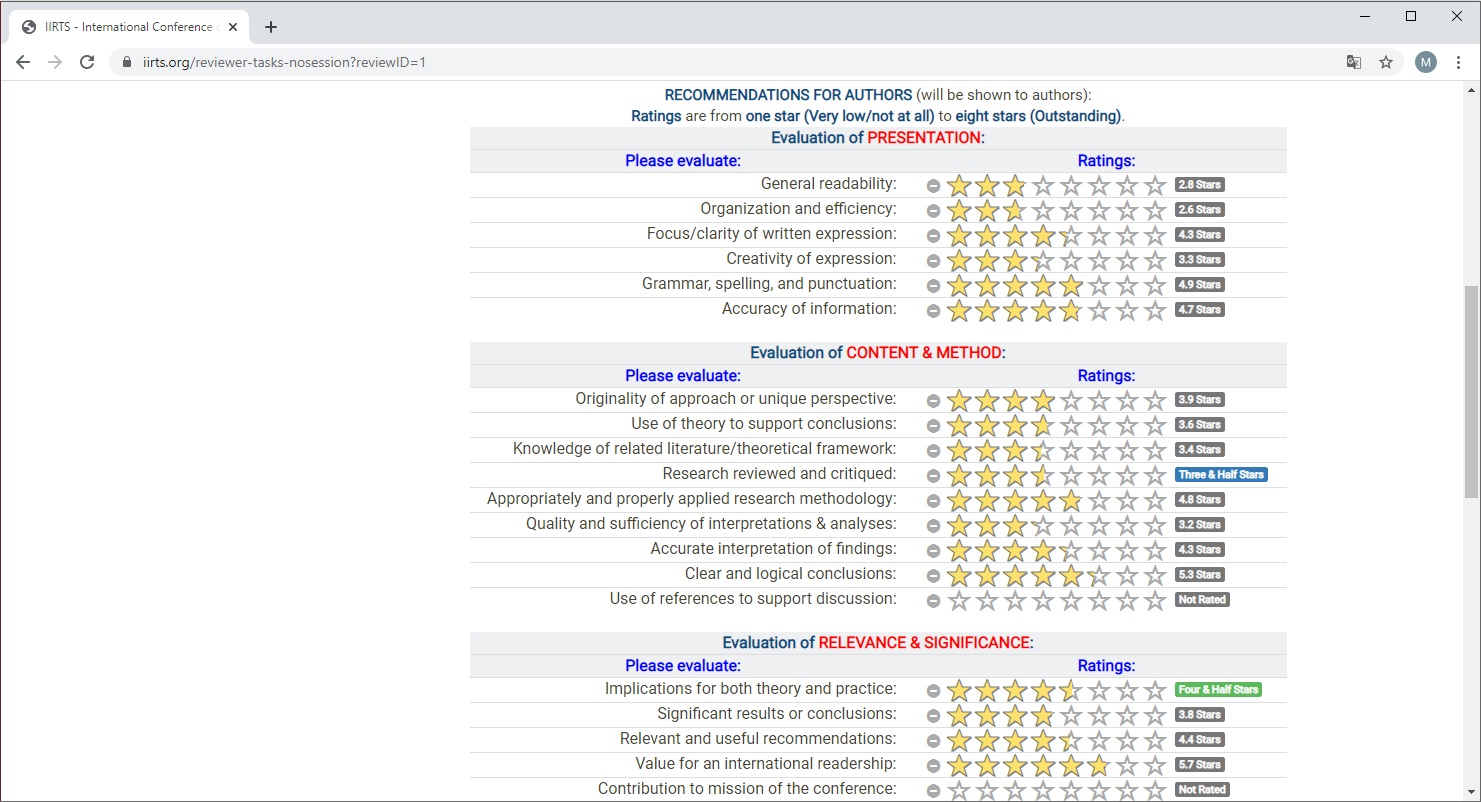 IIRTS - International Conference
iirts.org/reviewer-tasks-nosession?reviewID=1
M
RECOMMENDATIONS FOR AUTHORS (will be shown to authors):
Ratings are from one star (Very low/not at all) to eight stars (Outstanding).
Evaluation of PRESENTATION:
Please evaluate: Ratings:
General readability: 2.8 Stars
Organization and efficiency: 2.6 Stars
Focus/clarity of written expression: 4.3 Stars
Creativity of expression: 3.3 Stars
Grammar, spelling, and punctuation: 4.9 Stars
Accuracy of information: 4.7 Stars
Evaluation of CONTENT & METHOD:
Please evaluate: Ratings:
Originality of approach or unique perspective: 3.9 Stars
Use of theory to support conclusions: 3.6 Stars
Knowledge of related literature/theoretical framework: 3.4 Stars
Research reviewed and critiqued: Three & Half Stars
Appropriately and properly applied research methodology: 4.8 Stars
Quality and sufficiency of interpretations & analyses: 3.2 Stars
Accurate interpretation of findings: 4.3 Stars
Clear and logical conclusions: 5.3 Stars
Use of references to support discussion: Not Rated
Evaluation of RELEVANCE & SIGNIFICANCE:
Please evaluate: Ratings:
Implications for both theory and practice: Four & Half Stars
Significant results or conclusions: 3.8 Stars
Relevant and useful recommendations: 4.4 Stars
Value for an international readership: 5.7 Stars
Contribution to mission of the conference: Not Rated